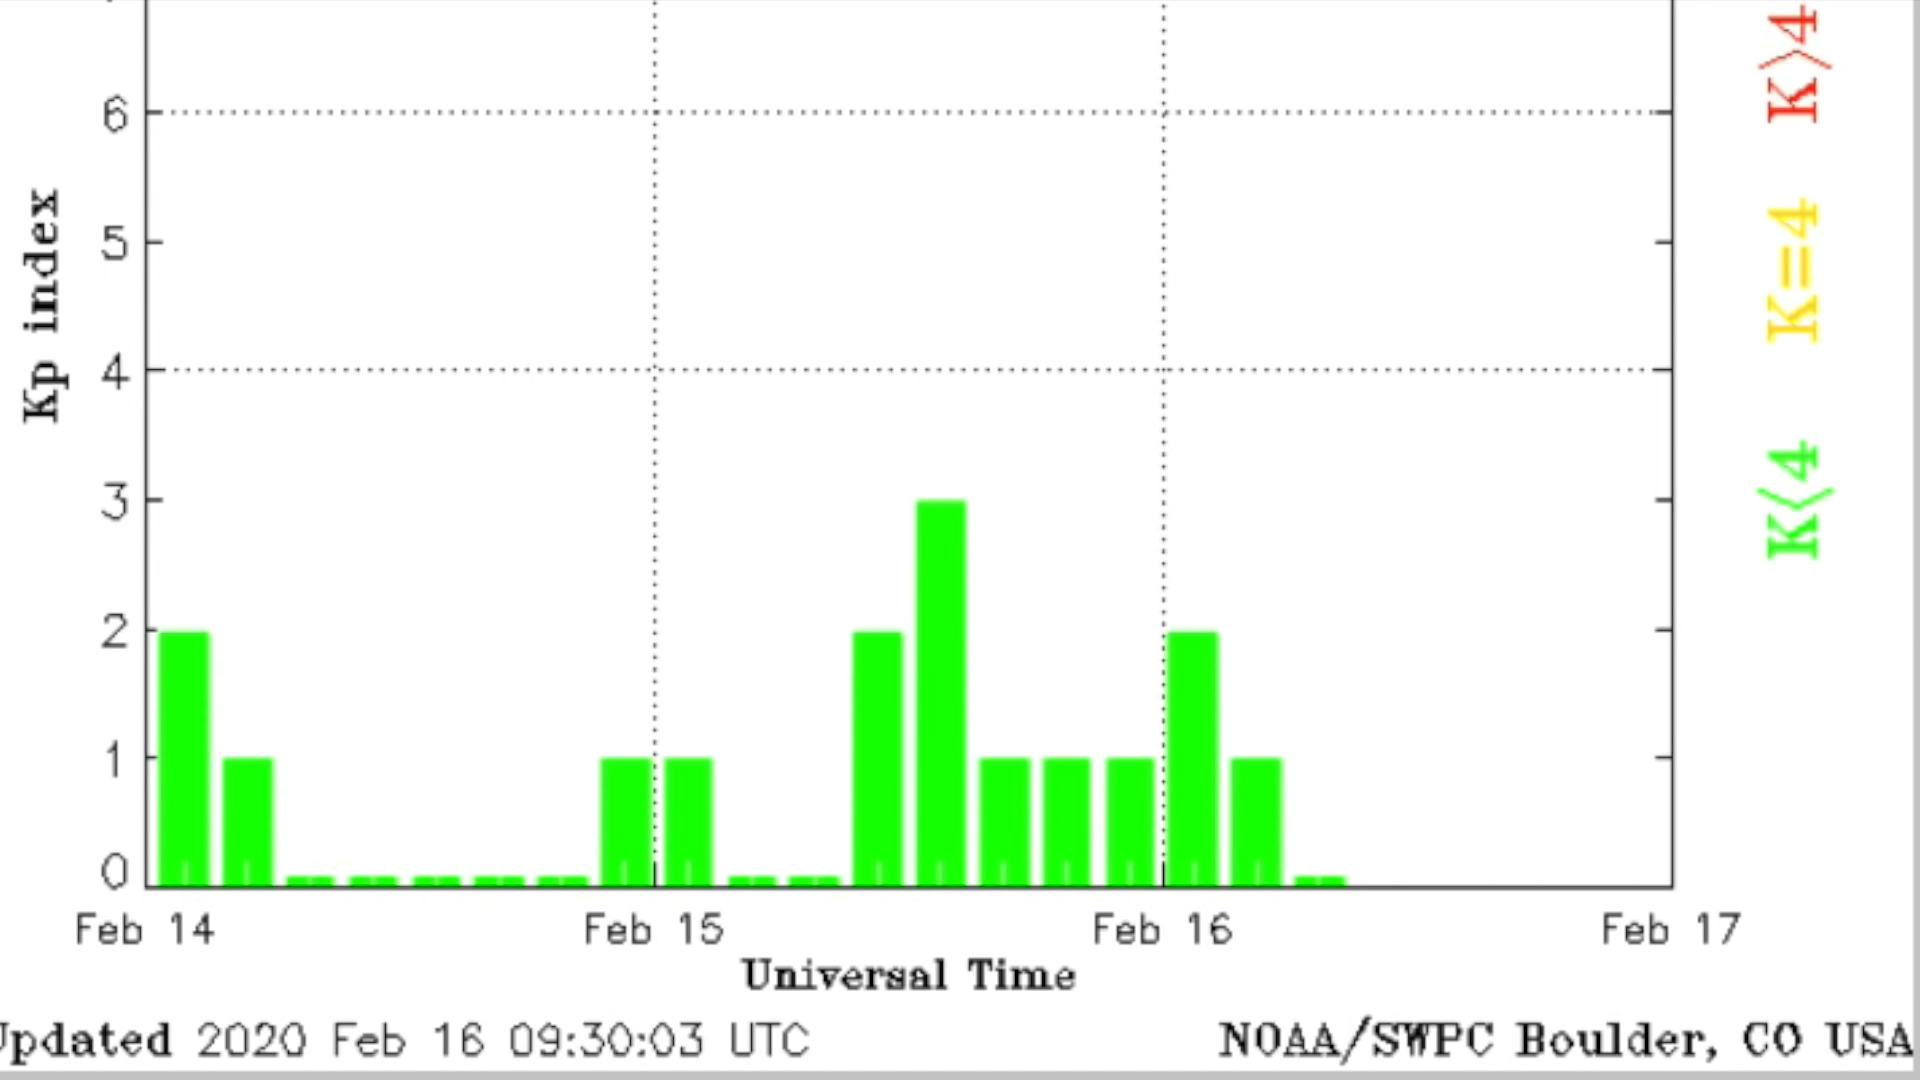 K>4
6
5
K=4
Kp index
4
3
K<4
2
1
0
Feb 14 Feb 15 Feb 16 Feb 17
Universal Time
Updated 2020 Feb 16 09:30:03 UTC NOAA/SWPC Boulder, CO USA